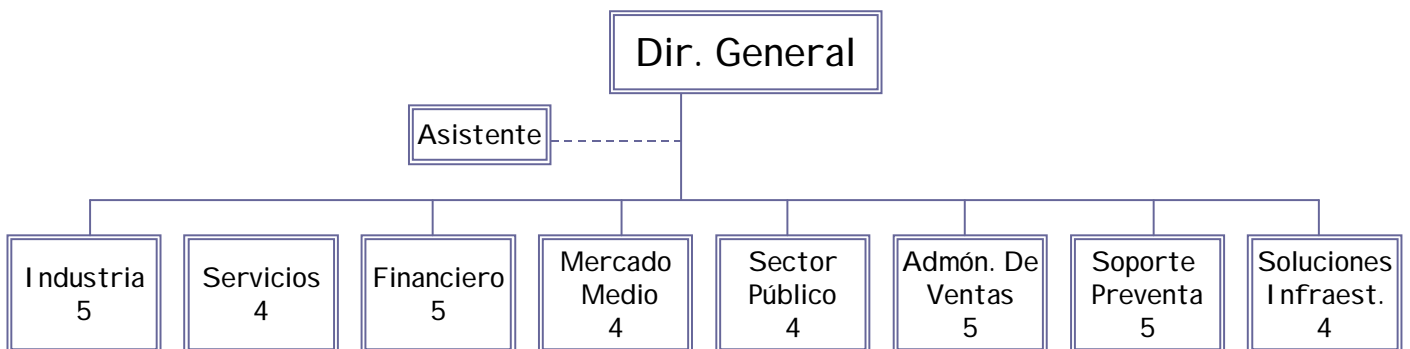 Dir. General
Asistente
Industria
5
Servicios
4
Financiero
5
Mercado
Medio
4
Sector
Público
4
Admón. De
Ventas
5
Soporte
Preventa
5
Soluciones
Infraest.
4